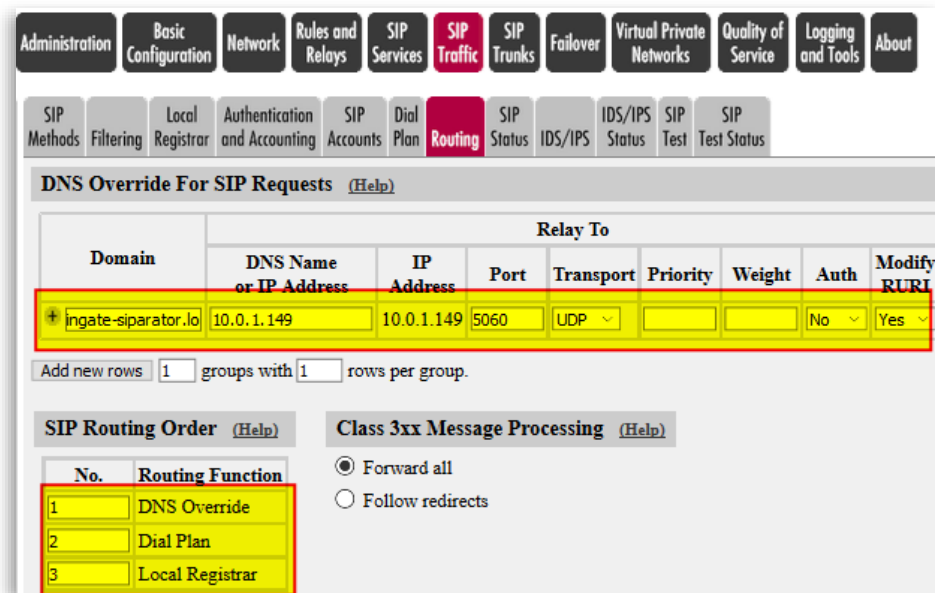 Administration Basic Configuration Network Rules and Relays SIP Services SIP Traffic SIP Trunks Failover Virtual Private Networks Quality of Service Logging and Tools About
SIP Methods Filtering Local Registrar Authentication and Accounting SIP Accounts Dial Plan Routing SIP Status IDS/IPS IDS/IPS Status SIP Test SIP Test Status
DNS Override For SIP Requests (Help)
Relay To
Domain DNS Name or IP Address IP Address Port Transport Priority Weight Auth Modify RURI
+ ingate-siparator.lo 10.0.1.149 10.0.1.149 5060 UDP No Yes
Add new rows 1 groups with 1 rows per group.
SIP Routing Order (Help) Class 3xx Message Processing (Help)
No. Routing Function Forward all
1 DNS Override Follow redirects
2 Dial Plan
3 Local Registrar